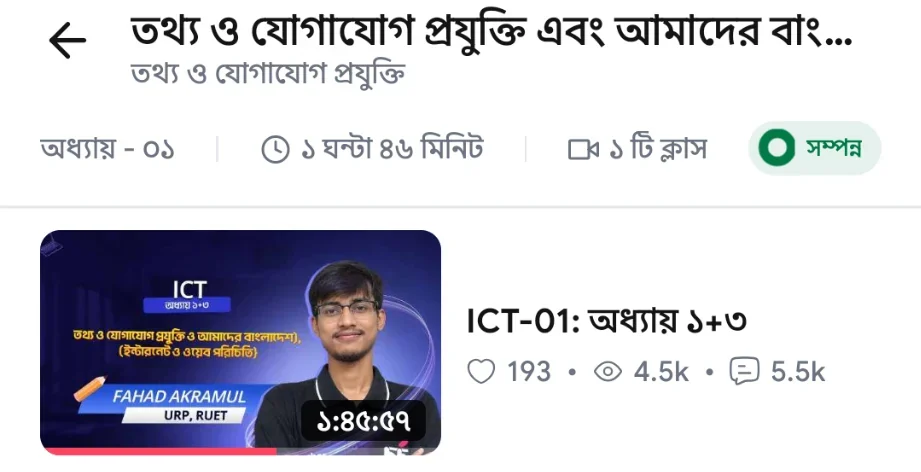 তথ্য ও যোগাযোগ প্রযুক্তি এবং আমাদের বাং...
তথ্য ও যোগাযোগ প্রযুক্তি
অধ্যায় - ০১
১ ঘন্টা ৪৬ মিনিট
১ টি ক্লাস
সম্পন্ন
ICT
অধ্যায় ১+৩
তথ্য ও যোগাযোগ প্রযুক্তি ও আমাদের বাংলাদেশ),
(ইন্টারনেট ও ওয়েব পরিচিতি)
FAHAD AKRAMUL
URP, RUET
১:৪৫:৫৭
ICT-01: অধ্যায় ১+৩
193 • 4.5k • 5.5k